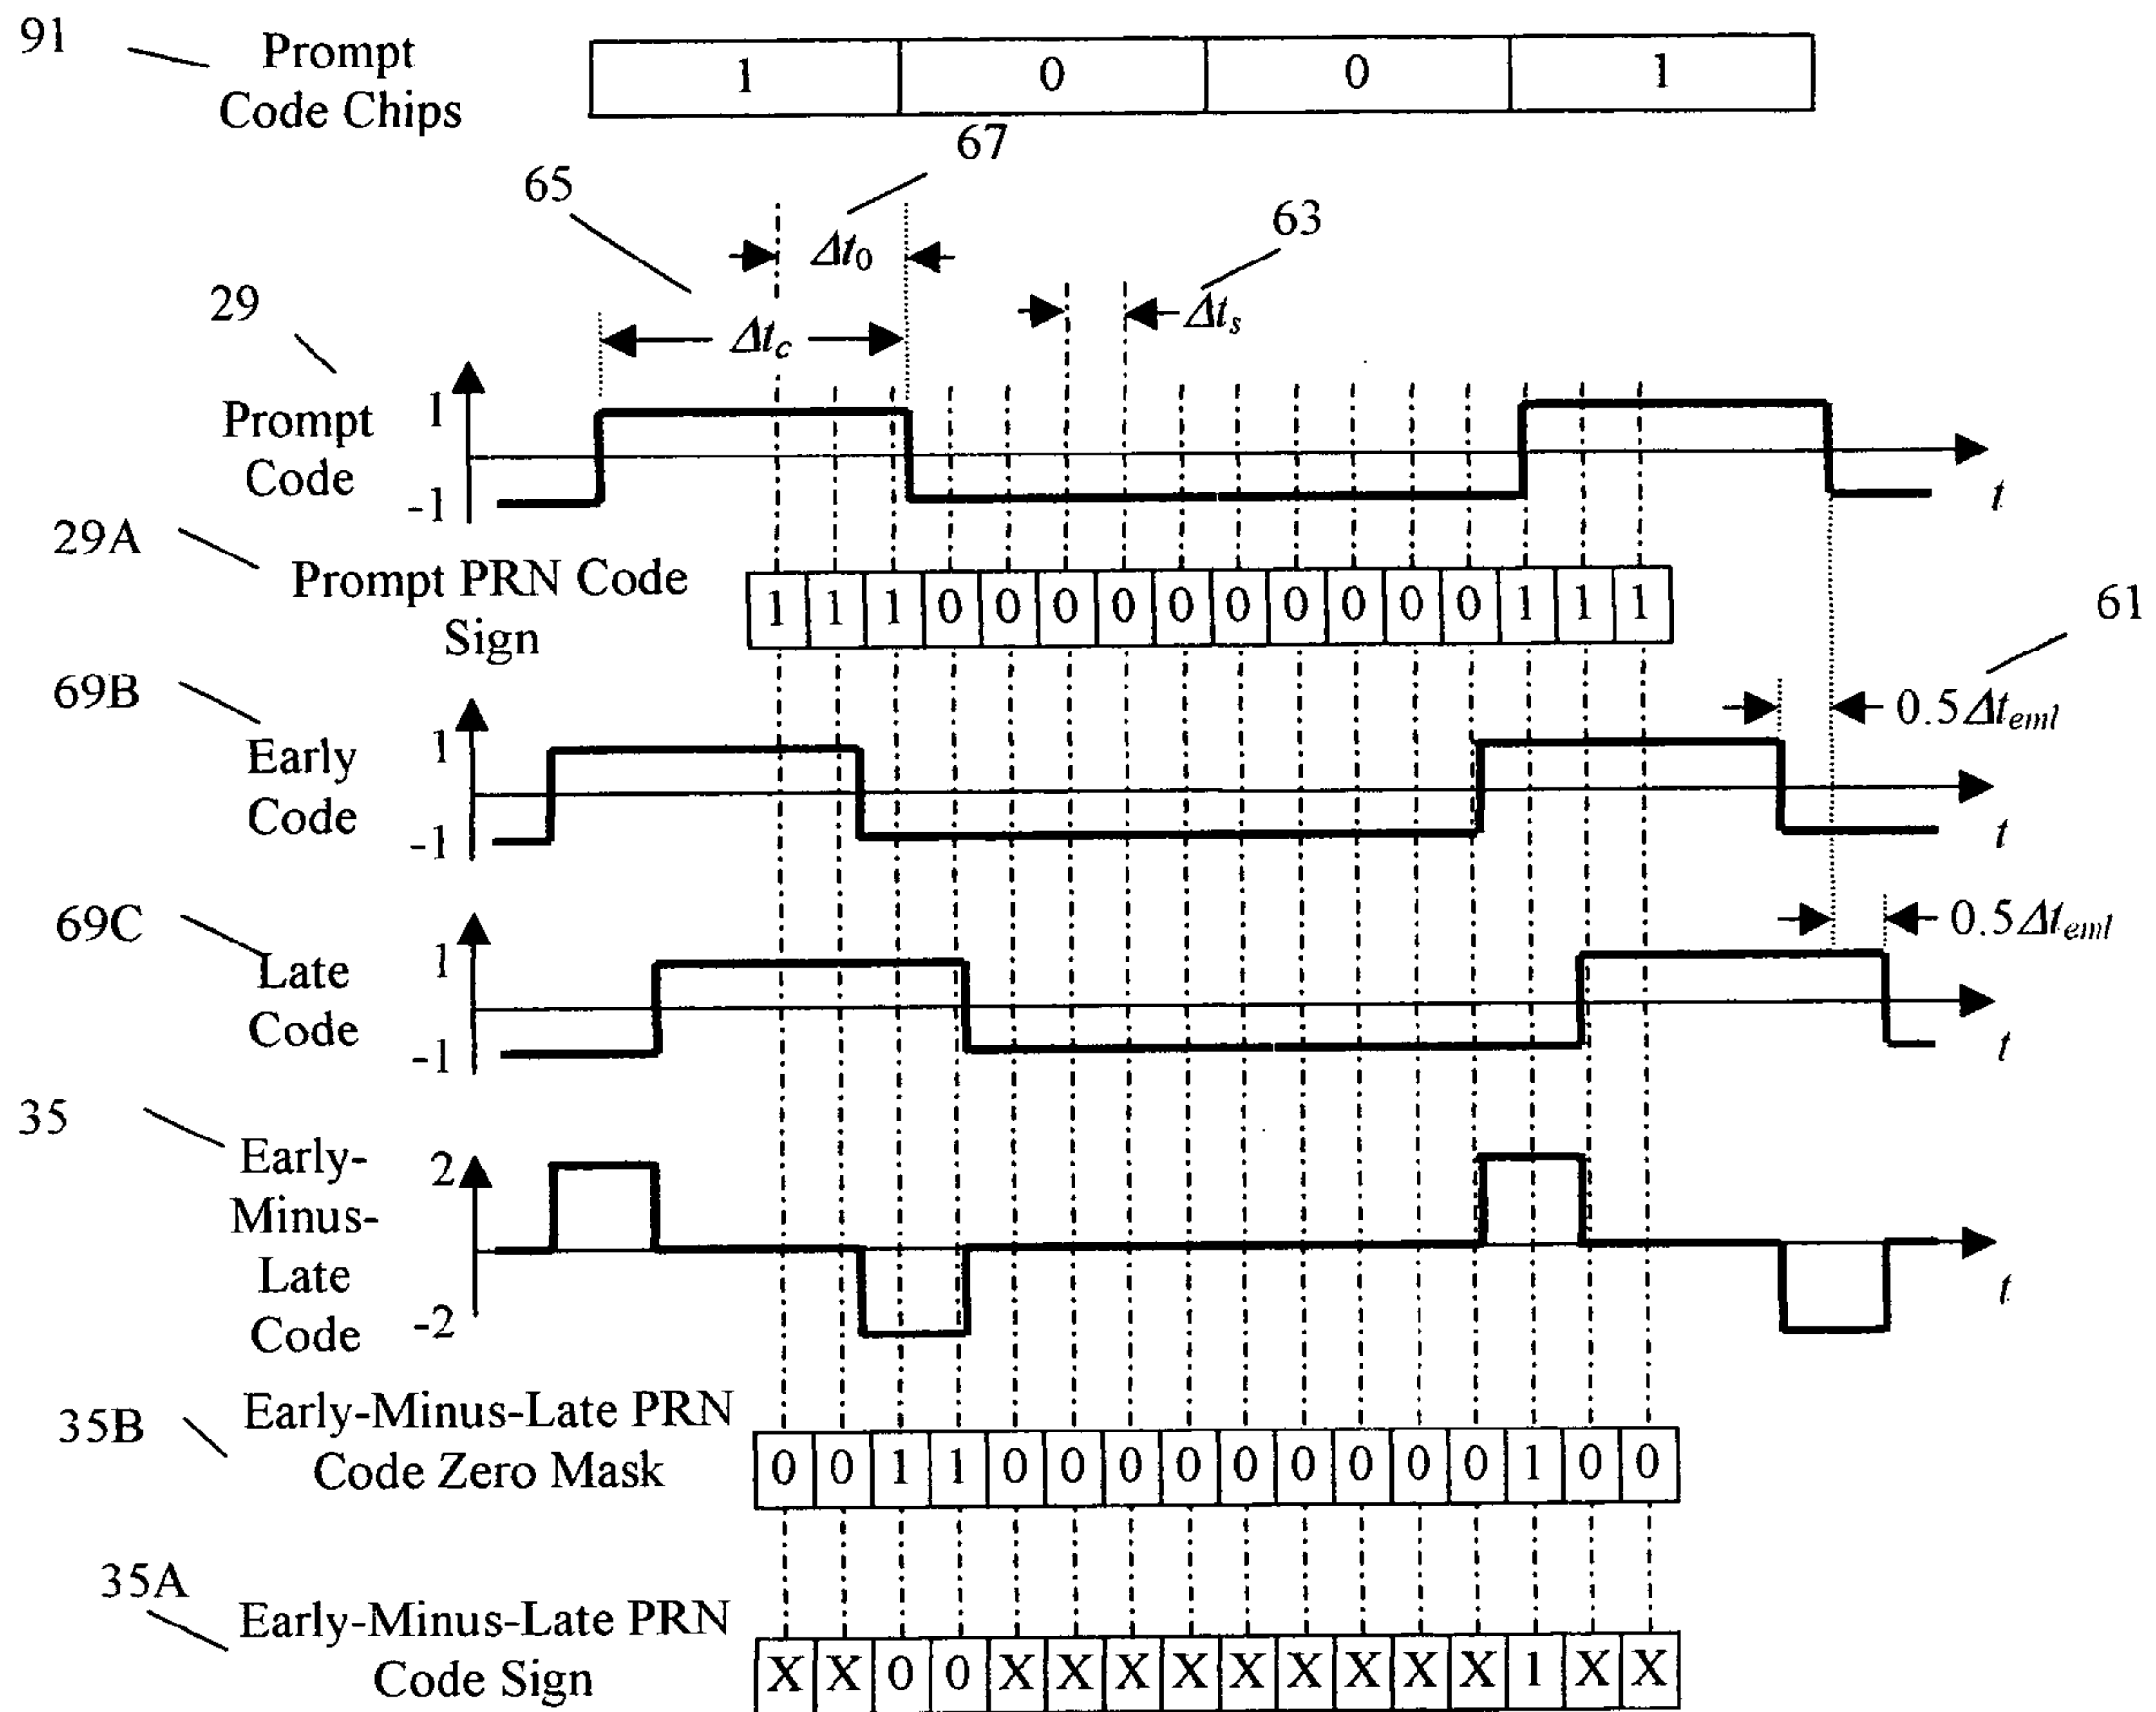 91
Prompt
Code Chips
1 0 0 1
67
65
Δt0
63
29
Δtc
Δts
Prompt
Code
1
-1
t
29A
Prompt PRN Code
Sign
1 1 1 0 0 0 0 0 0 0 0 0 0 1 1 1
61
69B
Early
Code
1
-1
0.5Δteml
t
69C
Late
Code
1
-1
0.5Δteml
t
35
Early-
Minus-
Late
Code
2
-2
t
35B
Early-Minus-Late PRN
Code Zero Mask
0 0 1 1 0 0 0 0 0 0 0 0 0 1 0 0
35A
Early-Minus-Late PRN
Code Sign
X X 0 0 X X X X X X X X X 1 X X